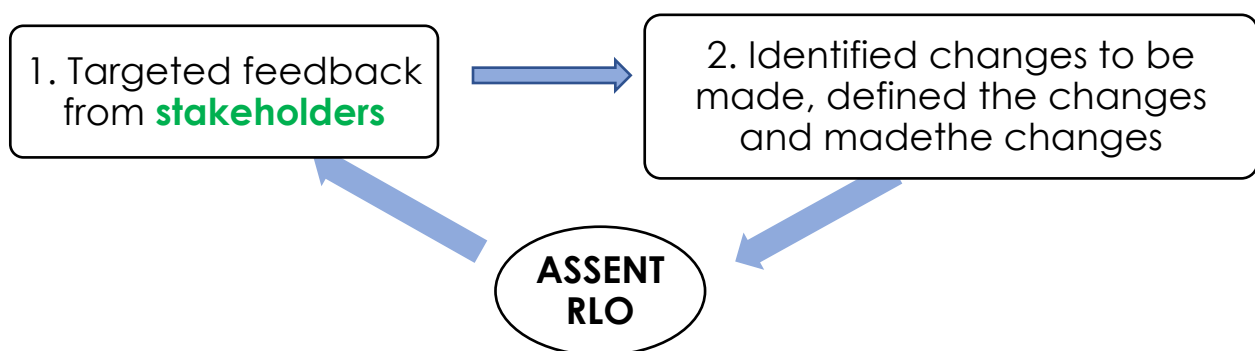 1. Targeted feedback
from stakeholders
2. Identified changes to be
made, defined the changes
and madethe changes
ASSENT
RLO